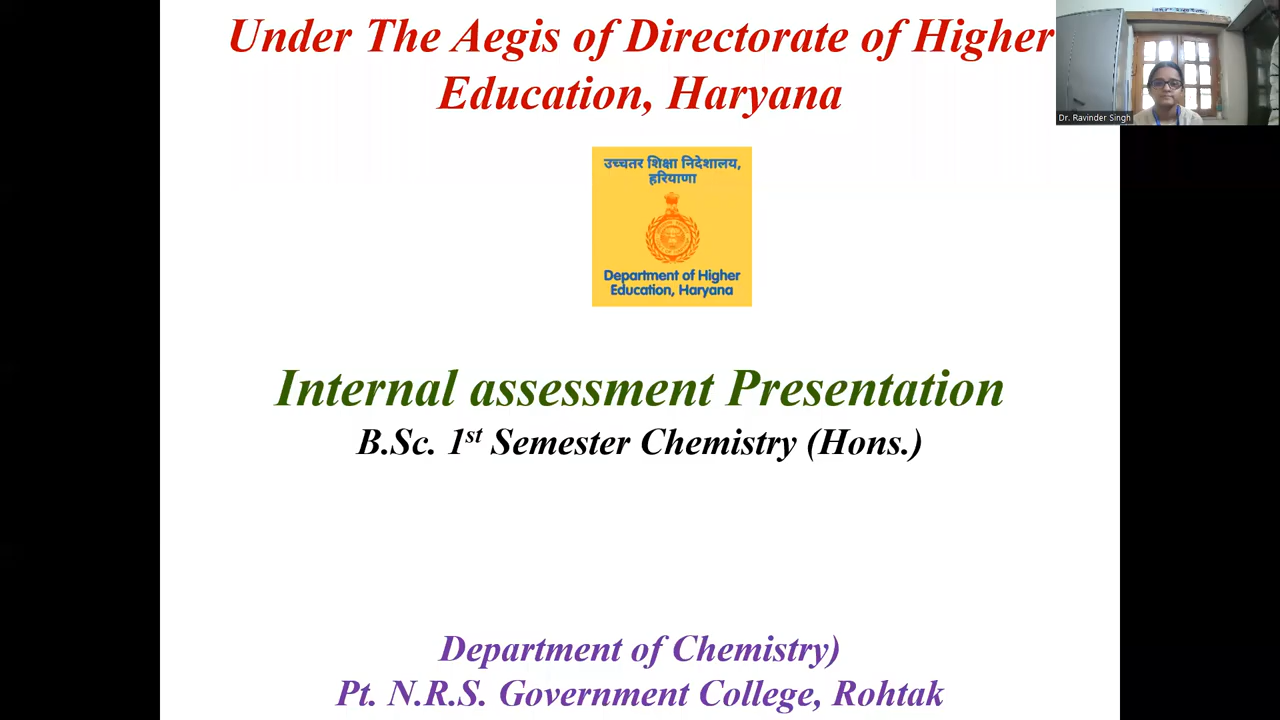 Under The Aegis of Directorate of Higher
Education, Haryana
Dr. Ravinder Singh
उच्चतर शिक्षा निदेशालय,
हरियाणा
Department of Higher
Education, Haryana
Internal assessment Presentation
B.Sc. 1st Semester Chemistry (Hons.)
Department of Chemistry)
Pt. N.R.S. Government College, Rohtak